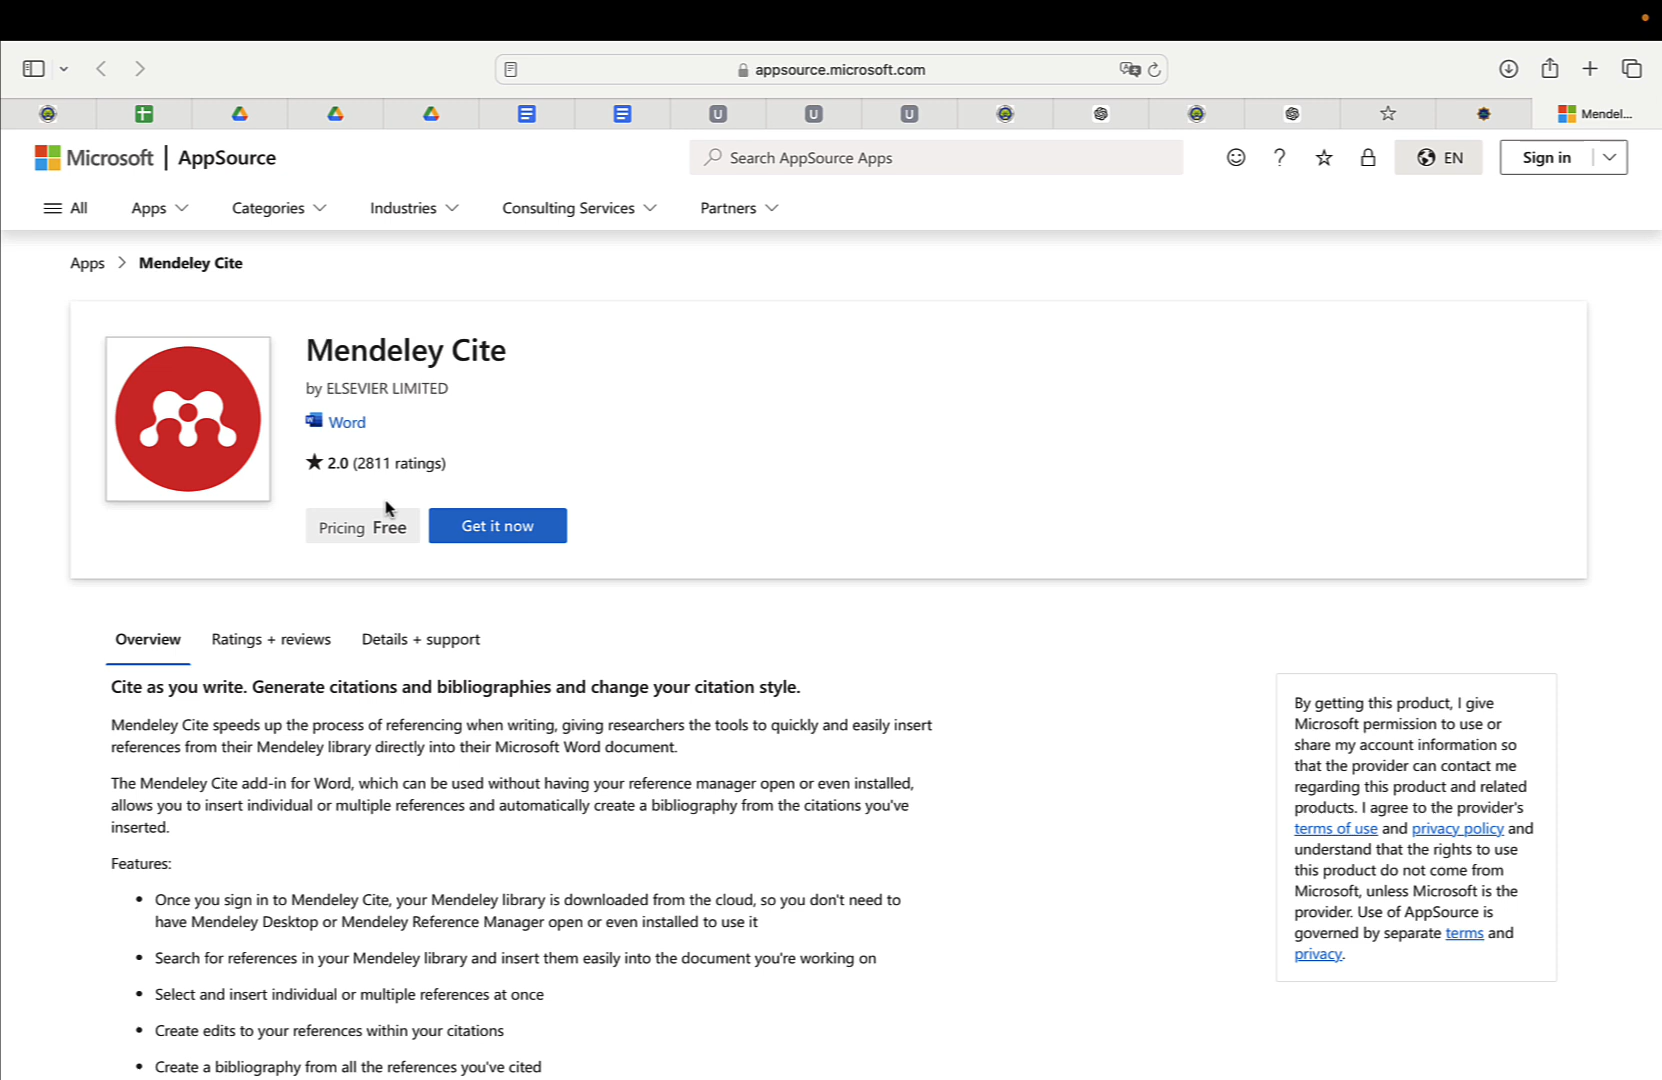 appsource.microsoft.com
U
U
U
Mendel...
Microsoft | AppSource
Search AppSource Apps
?
EN
Sign in
All
Apps
Categories
Industries
Consulting Services
Partners
Apps > Mendeley Cite
Mendeley Cite
by ELSEVIER LIMITED
Word
★ 2.0 (2811 ratings)
Pricing Free
Get it now
Overview
Ratings + reviews
Details + support
Cite as you write. Generate citations and bibliographies and change your citation style.
Mendeley Cite speeds up the process of referencing when writing, giving researchers the tools to quickly and easily insert
references from their Mendeley library directly into their Microsoft Word document.
The Mendeley Cite add-in for Word, which can be used without having your reference manager open or even installed,
allows you to insert individual or multiple references and automatically create a bibliography from the citations you've
inserted.
Features:
• Once you sign in to Mendeley Cite, your Mendeley library is downloaded from the cloud, so you don't need to
have Mendeley Desktop or Mendeley Reference Manager open or even installed to use it
• Search for references in your Mendeley library and insert them easily into the document you're working on
• Select and insert individual or multiple references at once
• Create edits to your references within your citations
• Create a bibliography from all the references you've cited
By getting this product, I give
Microsoft permission to use or
share my account information so
that the provider can contact me
regarding this product and related
products. I agree to the provider's
terms of use and privacy policy and
understand that the rights to use
this product do not come from
Microsoft, unless Microsoft is the
provider. Use of AppSource is
governed by separate terms and
privacy.